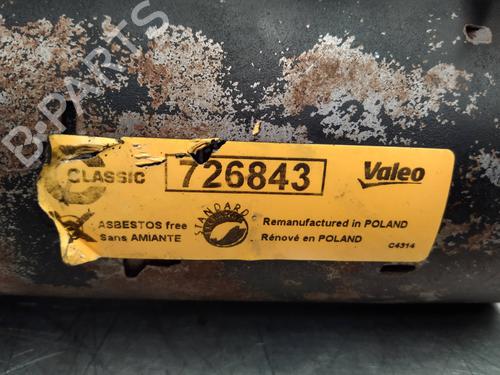 B-PARTS
CLASSIC
726843
Valeo
ASBESTOS free
Sans AMIANTE
STANDARD
Remanufactured in POLAND
Rénové en POLAND
C4314